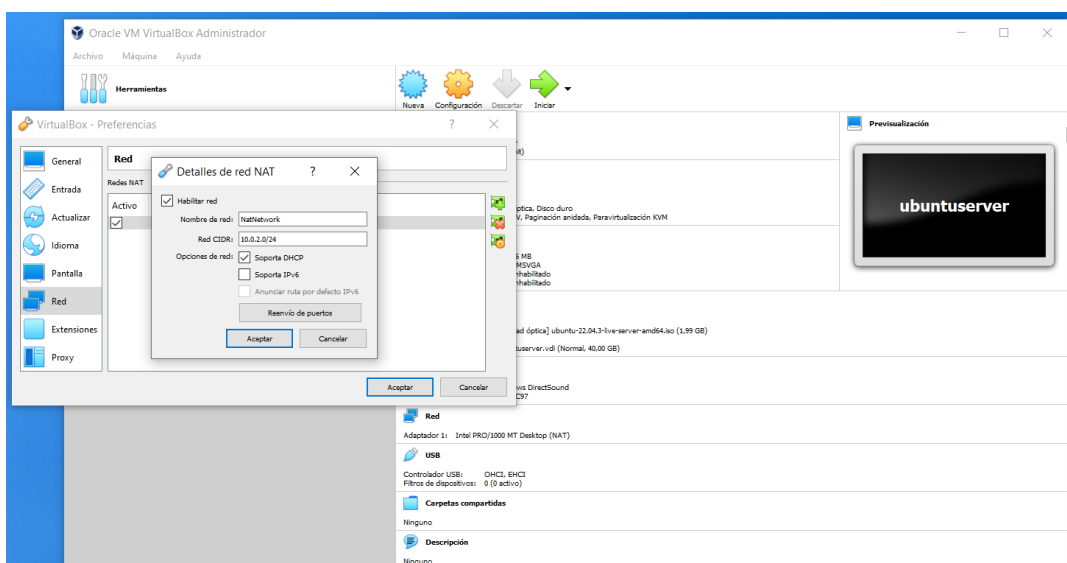 Oracle VM VirtualBox Administrador
Archivo Máquina Ayuda
Herramientas
Nueva Configuración Descartar Iniciar
VirtualBox - Preferencias ? ×
General
Entrada
Actualizar
Idioma
Pantalla
Red
Extensiones
Proxy
Red
Redes NAT
Activo
Detalles de red NAT ? ×
Habilitar red
Nombre de red: NatNetwork
Red CIDR: 10.0.2.0/24
Opciones de red: Soporta DHCP
Soporta IPv6
Anunciar ruta por defecto IPv6
Reenvío de puertos
Aceptar Cancelar
Aceptar Cancelar
Previsualización
ubuntuserver
Disco duro
Paginación anidada, Paravirtualización KVM
MB
ad óptica] ubuntu-22.04.3-live-server-amd64.iso (1,99 GB)
userver.vdi (Normal, 40,00 GB)
DirectSound
Red
Adaptador 1: Intel PRO/1000 MT Desktop (NAT)
USB
Controlador USB: OHCI, EHCI
Filtros de dispositivos: 0 (0 activo)
Carpetas compartidas
Ninguno
Descripción
Ninguno